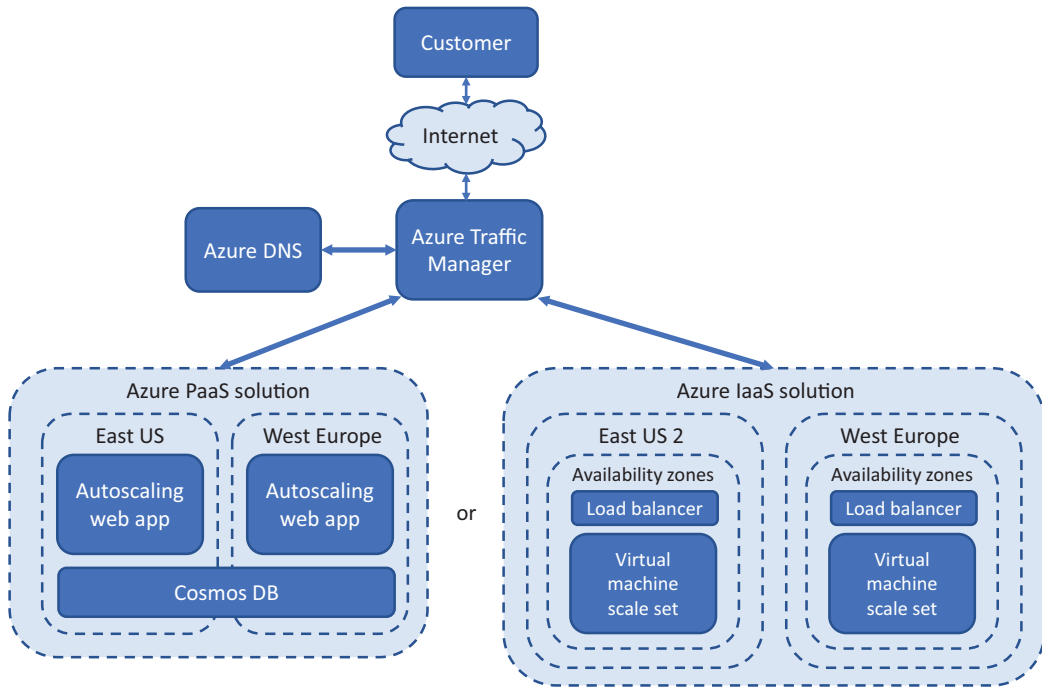 Customer
Internet
Azure DNS
Azure Traffic
Manager
Azure PaaS solution
East US
West Europe
Autoscaling
web app
Autoscaling
web app
Cosmos DB
or
Azure IaaS solution
East US 2
Availability zones
Load balancer
Virtual
machine
scale set
West Europe
Availability zones
Load balancer
Virtual
machine
scale set